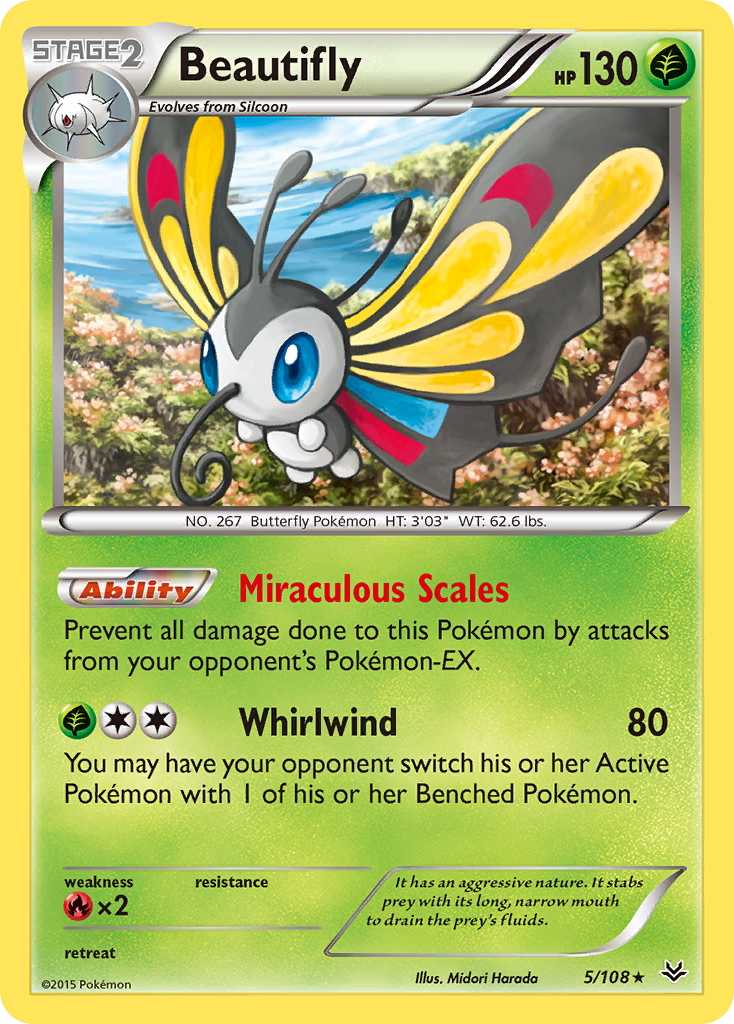 STAGE2
Beautifly
HP130
Evolves from Silcoon
NO. 267 Butterfly Pokémon HT: 3'03" WT: 62.6 lbs.
Ability Miraculous Scales
Prevent all damage done to this Pokémon by attacks
from your opponent's Pokémon-EX.
Whirlwind 80
You may have your opponent switch his or her Active
Pokémon with 1 of his or her Benched Pokémon.
weakness resistance
×2
retreat
It has an aggressive nature. It stabs
prey with its long, narrow mouth
to drain the prey's fluids.
©2015 Pokémon
Illus. Midori Harada
5/108★